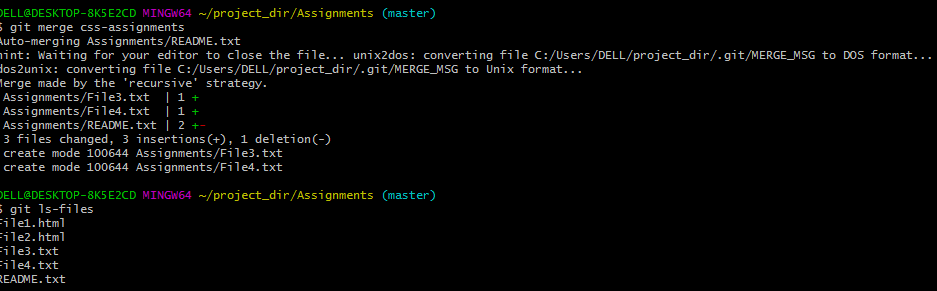 DELL@DESKTOP-8K5E2CD MINGW64 ~/project_dir/Assignments (master)
$ git merge css-assignments
Auto-merging Assignments/README.txt
hint: Waiting for your editor to close the file... unix2dos: converting file C:/Users/DELL/project_dir/.git/MERGE_MSG to DOS format...
dos2unix: converting file C:/Users/DELL/project_dir/.git/MERGE_MSG to Unix format...
Merge made by the 'recursive' strategy.
 Assignments/File3.txt  | 1 +
 Assignments/File4.txt  | 1 +
 Assignments/README.txt | 2 +-
 3 files changed, 3 insertions(+), 1 deletion(-)
 create mode 100644 Assignments/File3.txt
 create mode 100644 Assignments/File4.txt
DELL@DESKTOP-8K5E2CD MINGW64 ~/project_dir/Assignments (master)
$ git ls-files
File1.html
File2.html
File3.txt
File4.txt
README.txt